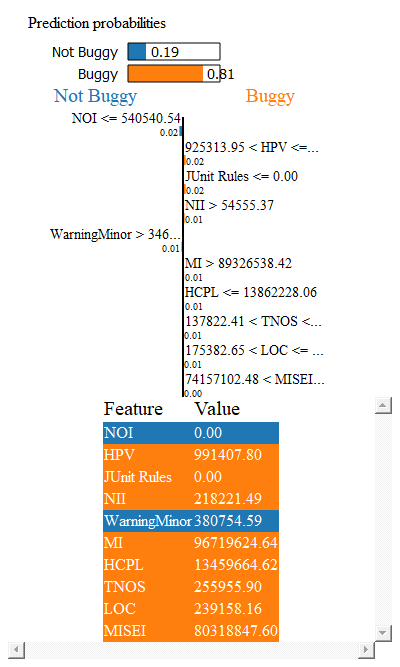 Prediction probabilities
Not Buggy 0.19
Buggy 0.81
Not Buggy Buggy
NOI <= 540540.54
0.02
925313.95 < HPV <=...
0.02
JUnit Rules <= 0.00
0.02
NII > 54555.37
0.01
WarningMinor > 346...
0.01
MI > 89326538.42
0.01
HCPL <= 13862228.06
0.01
137822.41 < TNOS <...
0.01
175382.65 < LOC <= ...
0.01
74157102.48 < MISEI...
0.00
Feature Value
NOI 0.00
HPV 991407.80
JUnit Rules 0.00
NII 218221.49
WarningMinor 380754.59
MI 96719624.64
HCPL 13459664.62
TNOS 255955.90
LOC 239158.16
MISEI 80318847.60